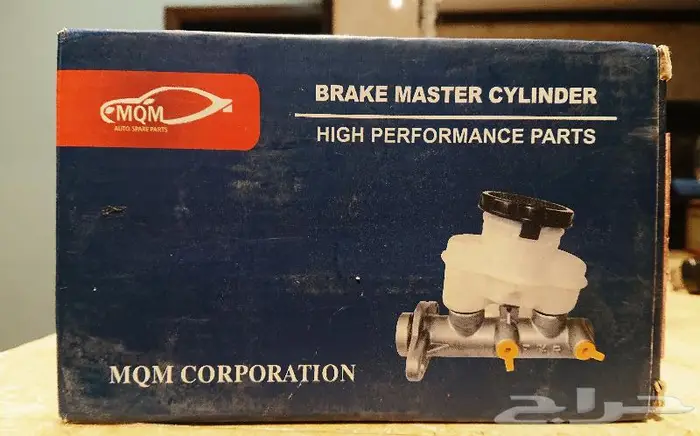 MQM
AUTO SPARE PARTS
BRAKE MASTER CYLINDER
HIGH PERFORMANCE PARTS
MQM CORPORATION
حراج